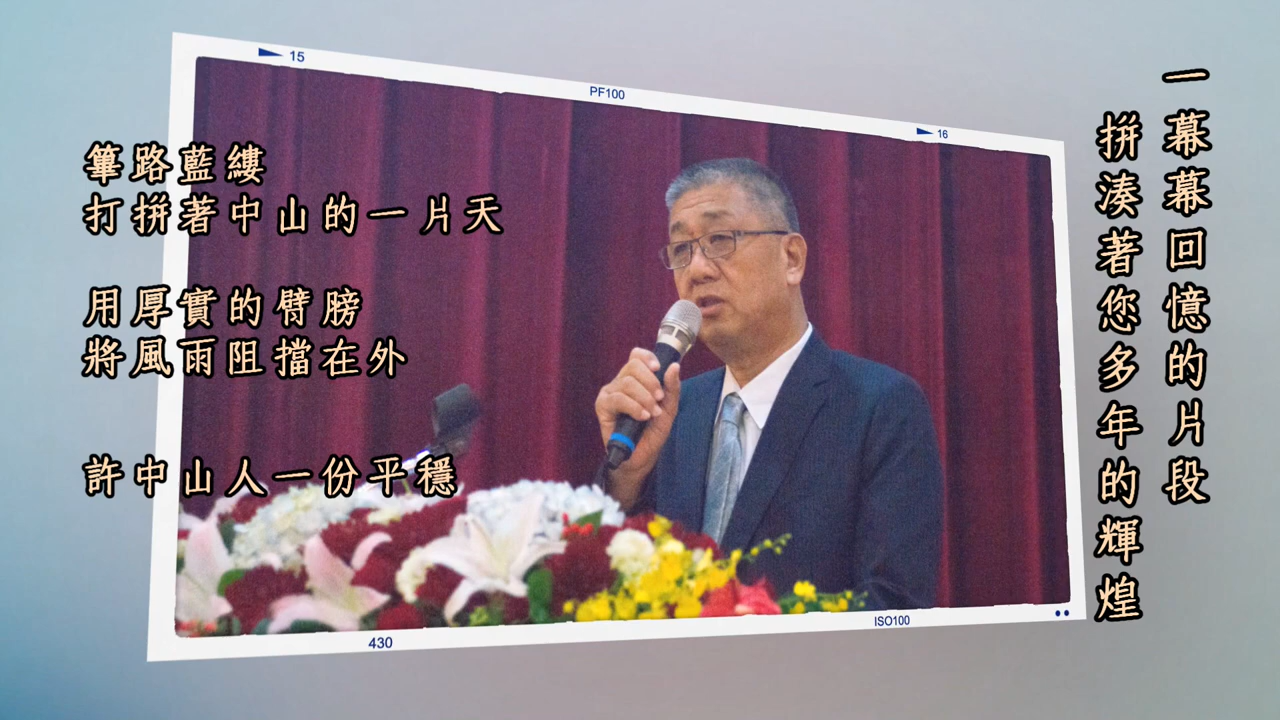 一幕幕回憶的片段
拼湊著您多年的輝煌
篳路藍縷
打拚著中山的一片天
用厚實的臂膀
將風雨阻擋在外
許中山人一份平穩
15
PF100
16
430
ISO100